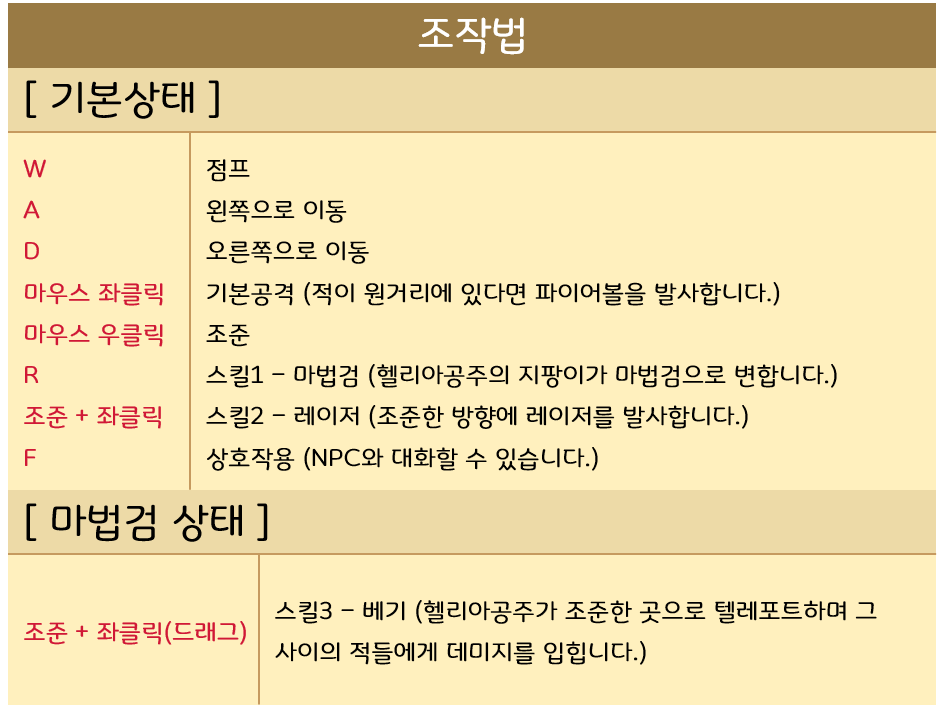 조작법
[ 기본상태 ]
W 점프
A 왼쪽으로 이동
D 오른쪽으로 이동
마우스 좌클릭 기본공격 (적이 원거리에 있다면 파이어볼을 발사합니다.)
마우스 우클릭 조준
R 스킬1 - 마법검 (헬리아공주의 지팡이가 마법검으로 변합니다.)
조준 + 좌클릭 스킬2 - 레이저 (조준한 방향에 레이저를 발사합니다.)
F 상호작용 (NPC와 대화할 수 있습니다.)
[ 마법검 상태 ]
조준 + 좌클릭(드래그)
스킬3 - 베기 (헬리아공주가 조준한 곳으로 텔레포트하며 그
사이의 적들에게 데미지를 입힙니다.)